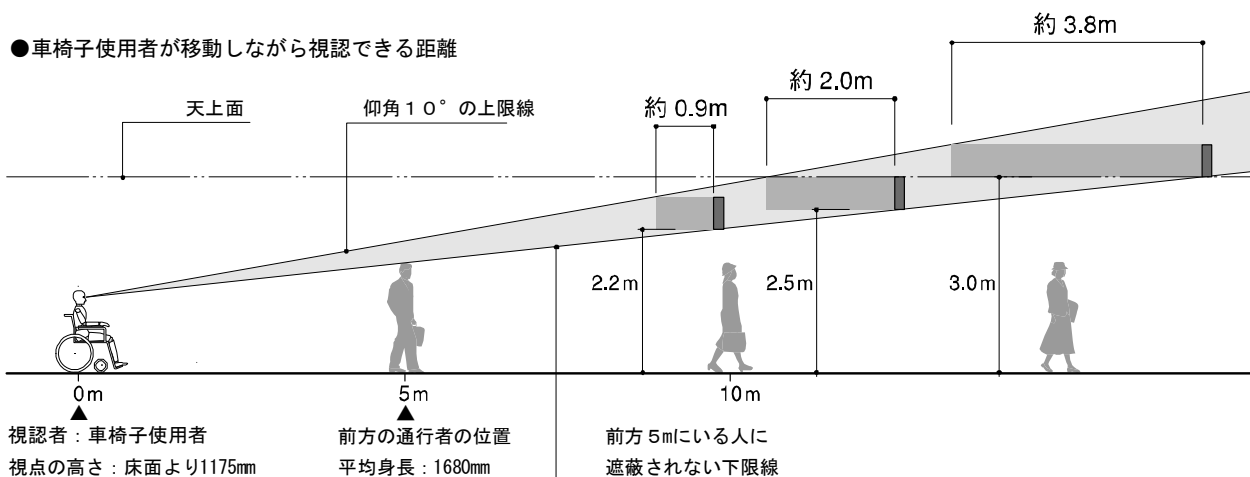 ●車椅子使用者が移動しながら視認できる距離
約 3.8m
約 2.0m
約 0.9m
天上面
仰角１０°の上限線
2.2m
2.5m
3.0m
0m
5m
10m
視認者：車椅子使用者
視点の高さ：床面より1175mm
前方の通行者の位置
平均身長：1680mm
前方５mにいる人に
遮蔽されない下限線